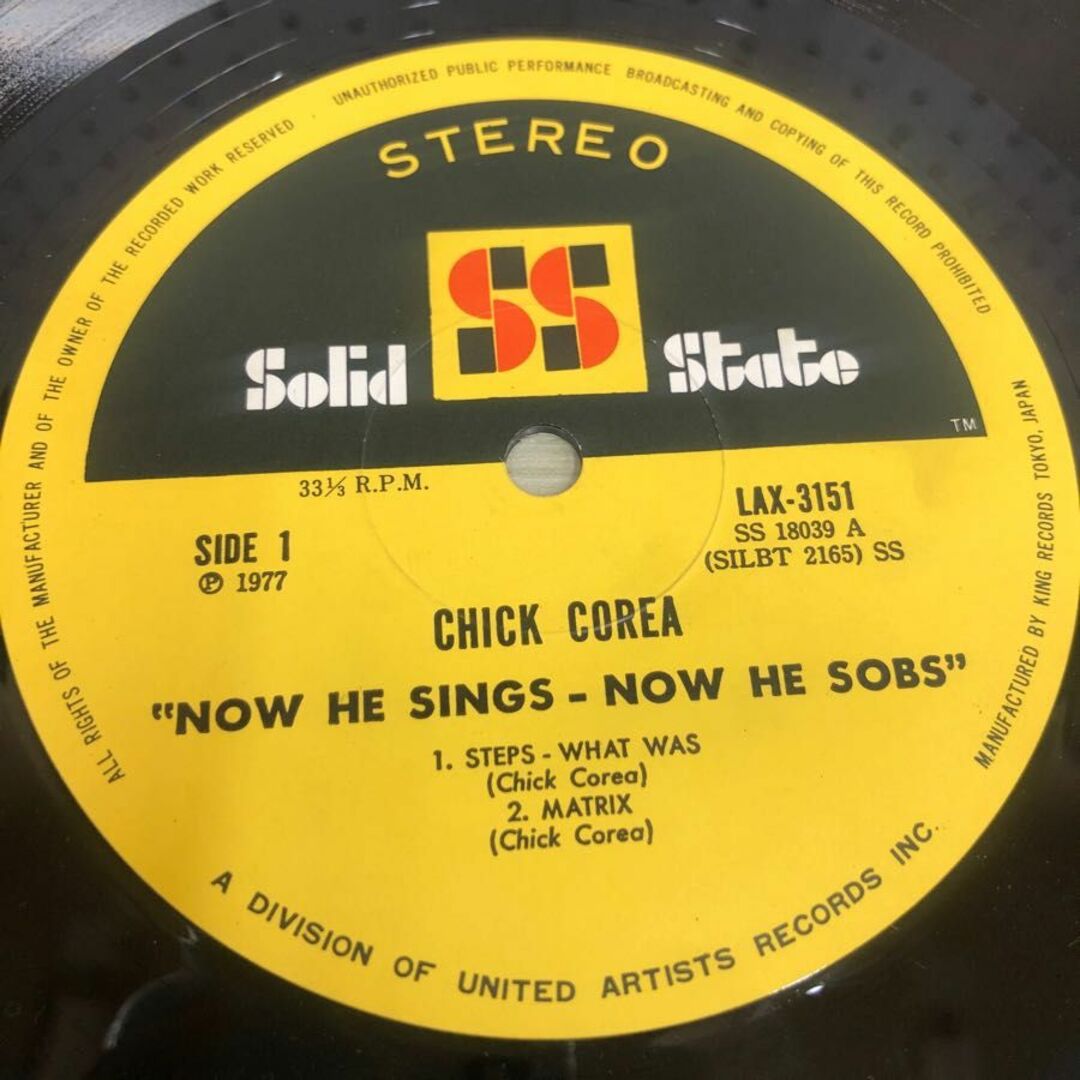 ALL RIGHTS OF THE MANUFACTURER AND OF THE OWNER OF THE RECORDED WORK RESERVED
UNAUTHORIZED PUBLIC PERFORMANCE BROADCASTING AND COPYING OF THIS RECORD PROHIBITED
STEREO
SS
Solid State
TM
33⅓ R.P.M.
LAX-3151
SIDE 1
SS 18039 A
Ⓟ 1977
(SILBT 2165) SS
CHICK COREA
"NOW HE SINGS - NOW HE SOBS"
1. STEPS - WHAT WAS
(Chick Corea)
2. MATRIX
(Chick Corea)
MANUFACTURED BY KING RECORDS TOKYO, JAPAN
A DIVISION OF UNITED ARTISTS RECORDS INC.